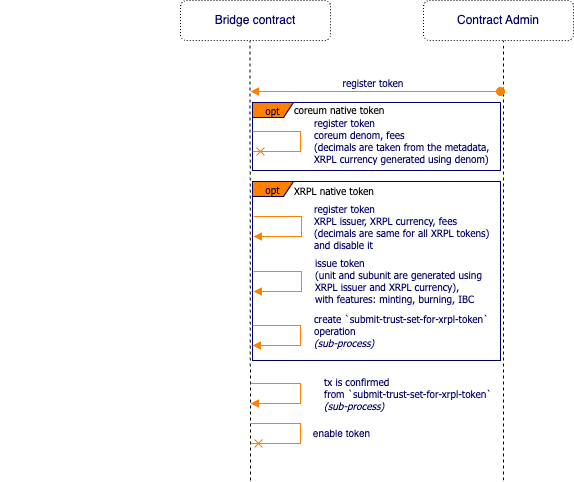 Bridge contract
Contract Admin
register token
opt
coreum native token
register token
coreum denom, fees
(decimals are taken from the metadata,
XRPL currency generated using denom)
opt
XRPL native token
register token
XRPL issuer, XRPL currency, fees
(decimals are same for all XRPL tokens)
and disable it
issue token
(unit and subunit are generated using
XRPL issuer and XRPL currency),
with features: minting, burning, IBC
create `submit-trust-set-for-xrpl-token`
operation
(sub-process)
tx is confirmed
from `submit-trust-set-for-xrpl-token`
(sub-process)
enable token